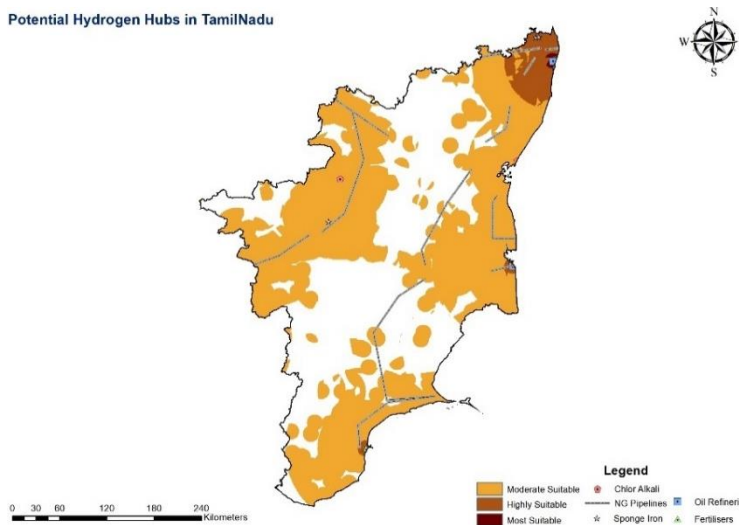 Potential Hydrogen Hubs in TamilNadu
N
W E
S
Legend
Moderate Suitable
Chlor Alkali
Highly Suitable
NG Pipelines
Oil Refineri
Most Suitable
Sponge Iron
Fertilisers
0 30 60 120 180 240
Kilometers